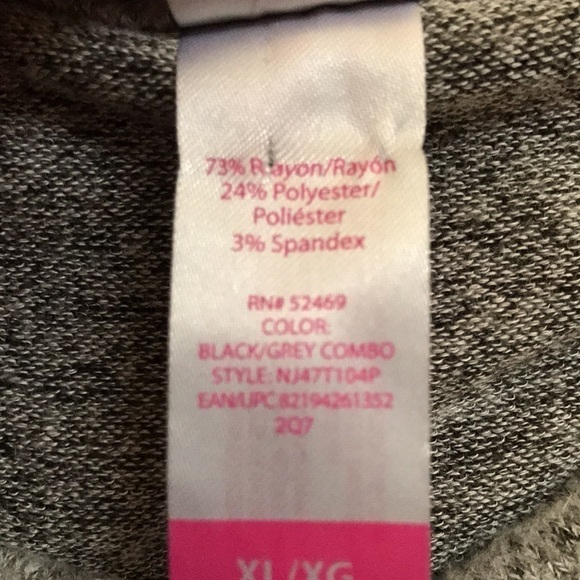 73% Rayon/Rayón
24% Polyester/
Poliéster
3% Spandex
RN# 52469
COLOR:
BLACK/GREY COMBO
STYLE: NJ47T104P
EAN/UPC 82194261352
2Q7
XL/XG